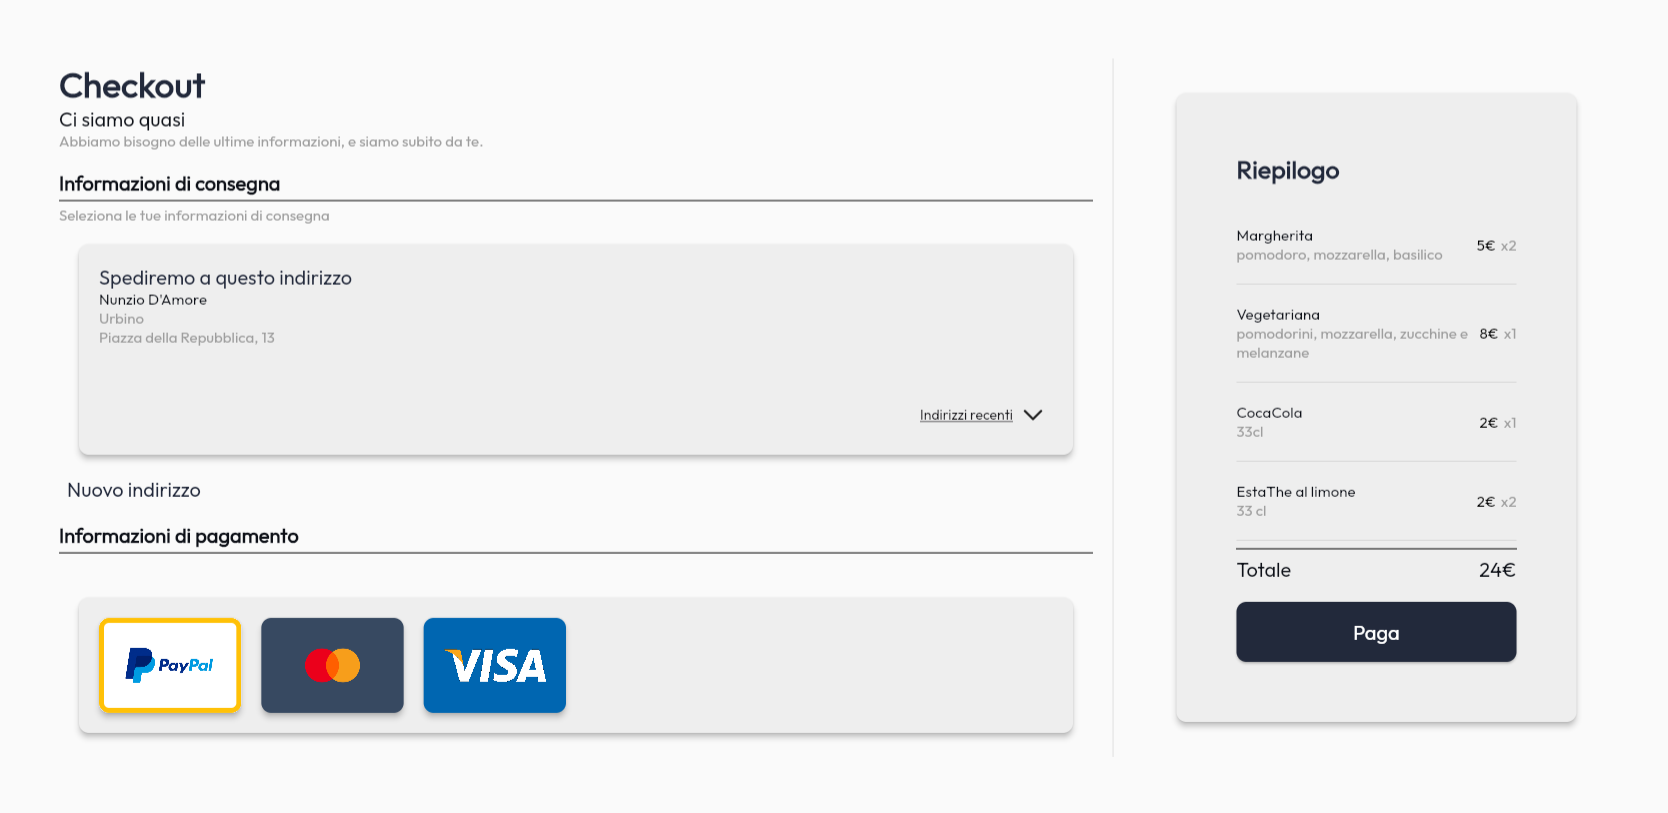 Checkout
Ci siamo quasi
Abbiamo bisogno delle ultime informazioni, e siamo subito da te.
Informazioni di consegna
Seleziona le tue informazioni di consegna
Spediremo a questo indirizzo
Nunzio D'Amore
Urbino
Piazza della Repubblica, 13
Indirizzi recenti
Nuovo indirizzo
Informazioni di pagamento
PayPal
VISA
Riepilogo
Margherita
pomodoro, mozzarella, basilico
5€ x2
Vegetariana
pomodorini, mozzarella, zucchine e
melanzane
8€ x1
CocaCola
33cl
2€ x1
EstaThe al limone
33 cl
2€ x2
Totale 24€
Paga